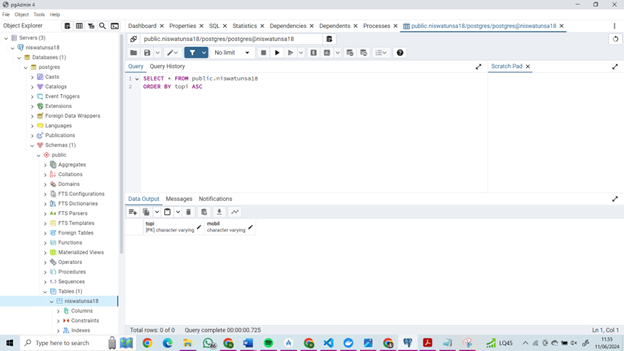 pgAdmin 4
File Object Tools Help
Object Explorer
Dashboard Properties SQL Statistics Dependencies Dependents Processes public.niswatunsa18/postgres/postgres@niswatunsa18
Servers (3)
niswatunsa18
Databases (1)
postgres
Casts
Catalogs
Event Triggers
Extensions
Foreign Data Wrappers
Languages
Publications
Schemas (1)
public
Aggregates
Collations
Domains
FTS Configurations
FTS Dictionaries
FTS Parsers
FTS Templates
Foreign Tables
Functions
Materialized Views
Operators
Procedures
Sequences
Tables (1)
niswatunsa18
Columns
Constraints
Indexes
public.niswatunsa18/postgres/postgres@niswatunsa18
No limit
Query Query History
Scratch Pad
1 SELECT * FROM public.niswatunsa18
2 ORDER BY topi ASC
Data Output Messages Notifications
topi
[PK] character varying
mobil
character varying
Total rows: 0 of 0 Query complete 00:00:00.725
Ln 1, Col 1
Type here to search
LQ45
11:55
11/06/2024